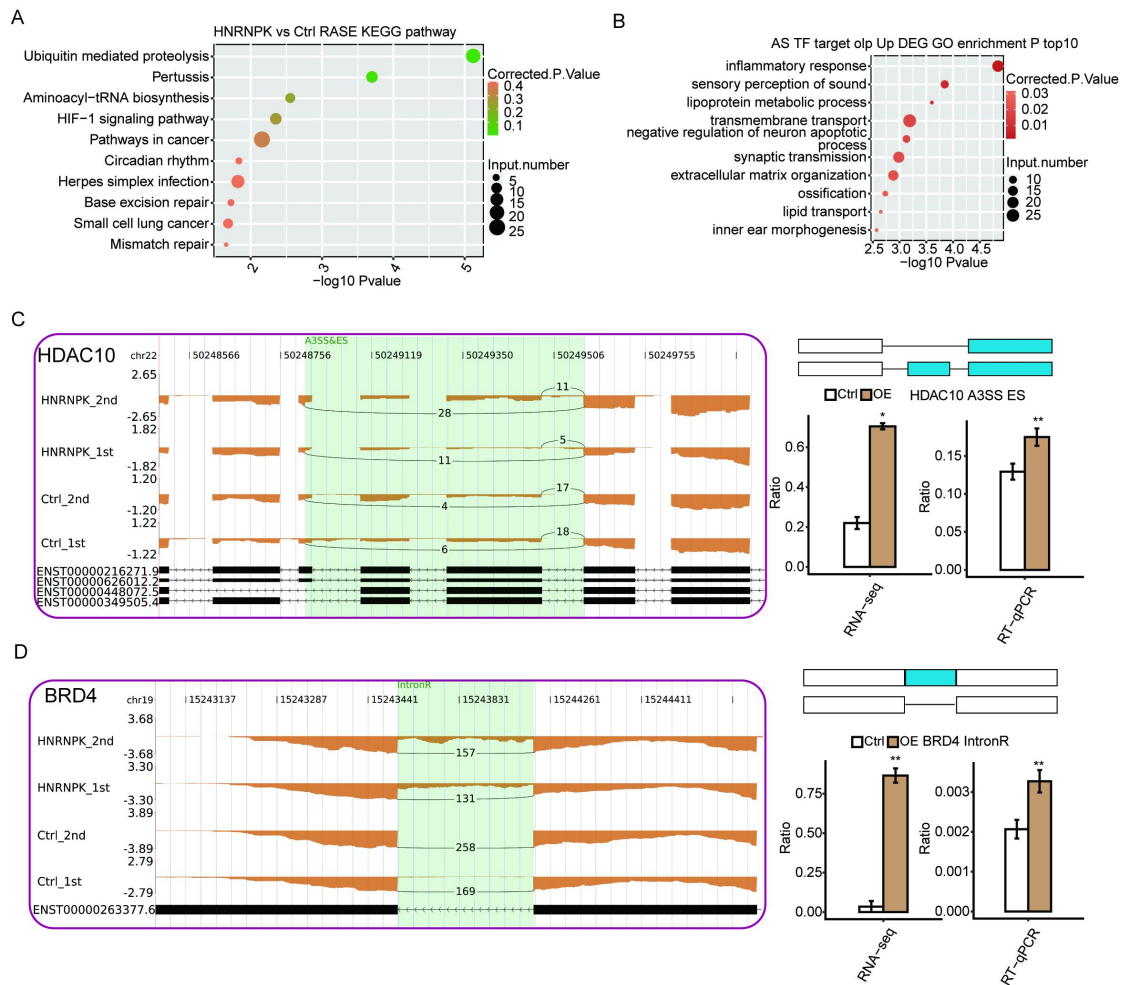 A
HNRNPK vs Ctrl RASE KEGG pathway
Ubiquitin mediated proteolysis
Pertussis
Aminoacyl−tRNA biosynthesis
HIF−1 signaling pathway
Pathways in cancer
Circadian rhythm
Herpes simplex infection
Base excision repair
Small cell lung cancer
Mismatch repair
2 3 4 5
−log10 Pvalue
Corrected.P.Value
0.4
0.3
0.2
0.1
Input.number
5
10
15
20
25
B
AS TF target olp Up DEG GO enrichment P top10
inflammatory response
sensory perception of sound
lipoprotein metabolic process
transmembrane transport
negative regulation of neuron apoptotic
process
synaptic transmission
extracellular matrix organization
ossification
lipid transport
inner ear morphogenesis
2.5 3.0 3.5 4.0 4.5
−log10 Pvalue
Corrected.P.Value
0.03
0.02
0.01
Input.number
10
15
20
25
C
HDAC10
A3SS&ES
chr22 50248566 50248756 50249119 50249350 50249506 50249755
2.65
HNRNPK_2nd
11
28
-2.65
1.82
HNRNPK_1st
5
11
-1.82
1.20
Ctrl_2nd
17
4
-1.20
1.22
Ctrl_1st
18
6
-1.22
ENST00000216271.9
ENST00000626012.2
ENST00000448072.5
ENST00000349505.4
Ctrl OE HDAC10 A3SS ES
Ratio
0.6
0.4
0.2
0.0
*
RNA−seq
Ratio
0.15
0.10
0.05
0.00
**
RT−qPCR
D
BRD4
IntronR
chr19 15243137 15243287 15243441 15243831 15244261 15244411
3.68
HNRNPK_2nd
157
-3.68
3.30
HNRNPK_1st
131
-3.30
3.89
Ctrl_2nd
258
-3.89
2.79
Ctrl_1st
169
-2.79
ENST00000263377.6
Ctrl OE BRD4 IntronR
Ratio
0.75
0.50
0.25
0.00
**
RNA−seq
Ratio
0.003
0.002
0.001
0.000
**
RT−qPCR